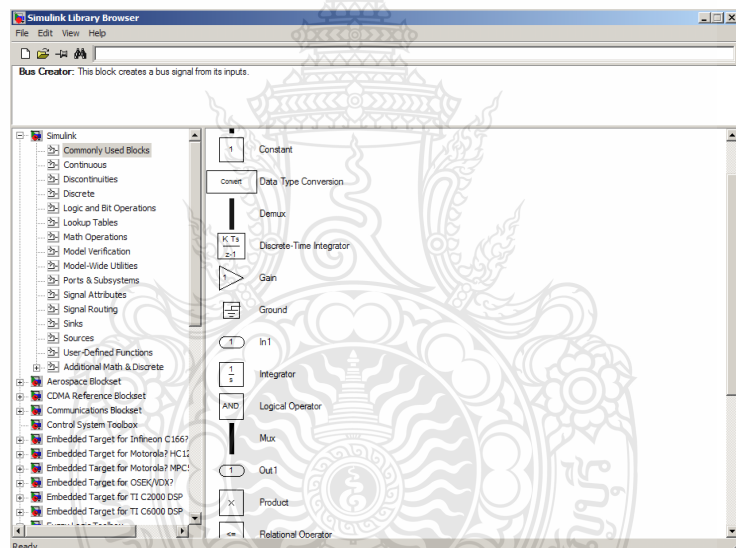 Simulink Library Browser
File Edit View Help
Bus Creator: This block creates a bus signal from its inputs.
Simulink
Commonly Used Blocks
Continuous
Discontinuities
Discrete
Logic and Bit Operations
Lookup Tables
Math Operations
Model Verification
Model-Wide Utilities
Ports & Subsystems
Signal Attributes
Signal Routing
Sinks
Sources
User-Defined Functions
Additional Math & Discrete
Aerospace Blockset
CDMA Reference Blockset
Communications Blockset
Control System Toolbox
Embedded Target for Infineon C166?
Embedded Target for Motorola? HC12
Embedded Target for Motorola? MPC5
Embedded Target for OSEK/VDX?
Embedded Target for TI C2000 DSP
Embedded Target for TI C6000 DSP
1 Constant
Convert Data Type Conversion
Demux
K Ts
z-1
Discrete-Time Integrator
1 Gain
Ground
1 In1
1
s
Integrator
AND Logical Operator
Mux
1 Out1
× Product
<= Relational Operator
Ready